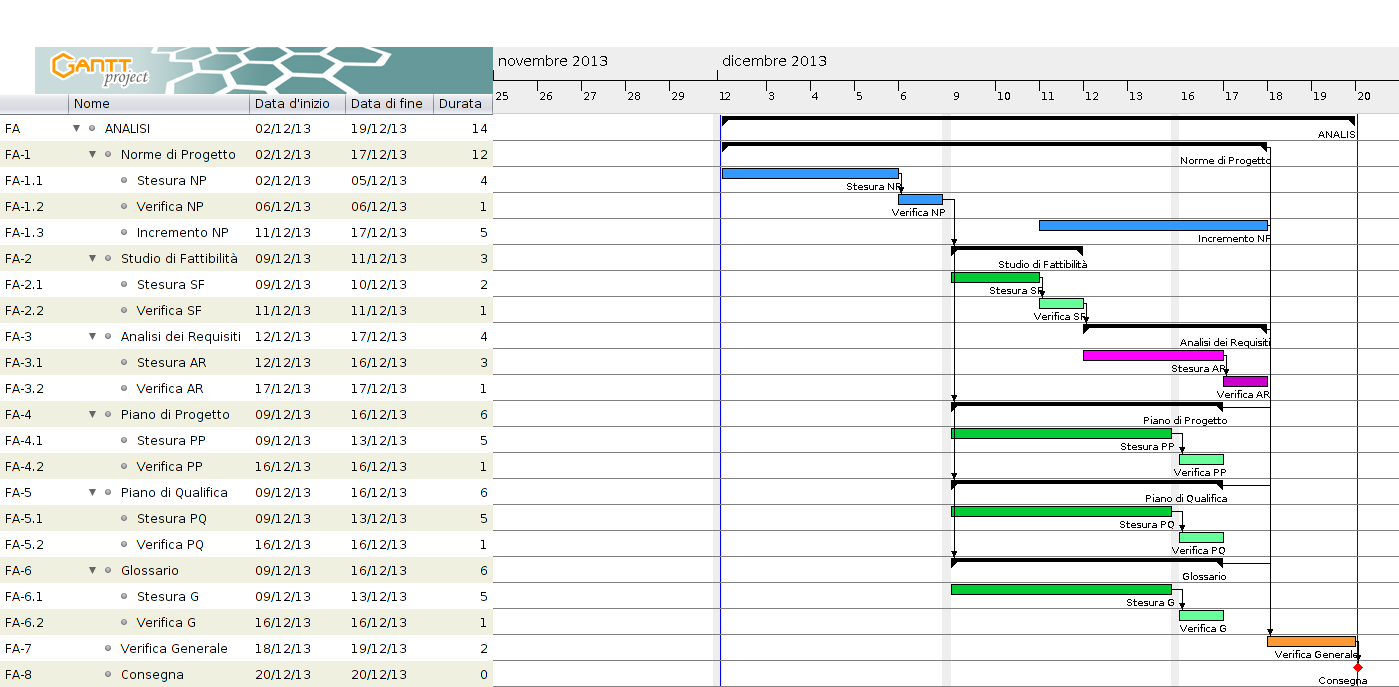 GANTT
project
novembre 2013
dicembre 2013
Nome Data d'inizio Data di fine Durata
25 26 27 28 29 12 3 4 5 6 9 10 11 12 13 16 17 18 19 20
FA ANALISI 02/12/13 19/12/13 14
ANALIS
FA-1 Norme di Progetto 02/12/13 17/12/13 12
Norme di Progetto
FA-1.1 Stesura NP 02/12/13 05/12/13 4
Stesura NP
FA-1.2 Verifica NP 06/12/13 06/12/13 1
Verifica NP
FA-1.3 Incremento NP 11/12/13 17/12/13 5
Incremento NP
FA-2 Studio di Fattibilità 09/12/13 11/12/13 3
Studio di Fattibilità
FA-2.1 Stesura SF 09/12/13 10/12/13 2
Stesura SF
FA-2.2 Verifica SF 11/12/13 11/12/13 1
Verifica SF
FA-3 Analisi dei Requisiti 12/12/13 17/12/13 4
Analisi dei Requisiti
FA-3.1 Stesura AR 12/12/13 16/12/13 3
Stesura AR
FA-3.2 Verifica AR 17/12/13 17/12/13 1
Verifica AR
FA-4 Piano di Progetto 09/12/13 16/12/13 6
Piano di Progetto
FA-4.1 Stesura PP 09/12/13 13/12/13 5
Stesura PP
FA-4.2 Verifica PP 16/12/13 16/12/13 1
Verifica PP
FA-5 Piano di Qualifica 09/12/13 16/12/13 6
Piano di Qualifica
FA-5.1 Stesura PQ 09/12/13 13/12/13 5
Stesura PQ
FA-5.2 Verifica PQ 16/12/13 16/12/13 1
Verifica PQ
FA-6 Glossario 09/12/13 16/12/13 6
Glossario
FA-6.1 Stesura G 09/12/13 13/12/13 5
Stesura G
FA-6.2 Verifica G 16/12/13 16/12/13 1
Verifica G
FA-7 Verifica Generale 18/12/13 19/12/13 2
Verifica Generale
FA-8 Consegna 20/12/13 20/12/13 0
Consegna